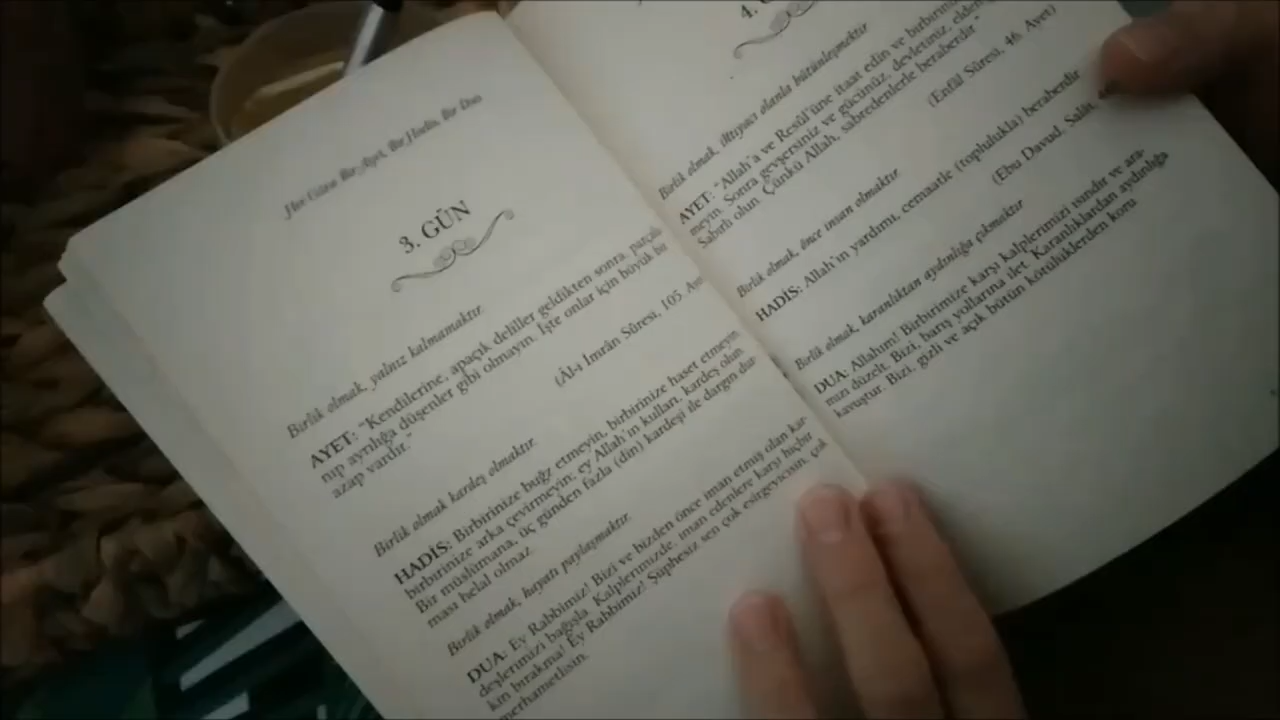 Her Güne Bir Ayet, Bir Hadis, Bir Dua
3. GÜN
Birlik olmak, yalnız kalmamaktır.
AYET: "Kendilerine, apaçık deliller geldikten sonra parçala
nıp ayrılığa düşenler gibi olmayın. İşte onlar için büyük bir
azap vardır."
(Âl-i İmrân Sûresi, 105
Birlik olmak kardeş olmaktır.
HADİS: Birbirinize buğz etmeyin, birbirinize haset etmeyin
birbirinize arka çevirmeyin; ey Allah'ın kulları, kardeş olun
Bir müslümana, üç günden fazla (din) kardeşi ile dargın dur
ması helal olmaz.
Birlik olmak, hayatı paylaşmaktır.
DUA: Ey Rabbimiz! Bizi ve bizden önce iman etmiş olan kar-
deşlerimizi bağışla. Kalplerimizde, iman edenlere karşı hiçbir
kin bırakma! Ey Rabbimiz! Şüphesiz sen çok esirgeyicisin, çok
merhametlisin.
4.
Birlik olmak, ihtiyacı olanla bütünleşmektir
AYET: "Allah'a ve Resûl'üne itaat edin ve birbirini
meyin. Sonra gevşersiniz ve gücünüz, devletiniz, elden
Sabırlı olun. Çünkü Allah, sabredenlerle beraberdir."
(Enfâl Sûresi, 46. Ayet)
Birlik olmak, önce insan olmaktır.
HADİS: Allah'ın yardımı, cemaatle (toplulukla) beraberdir
(Ebu Davud, Salât,
Birlik olmak, karanlıktan aydınlığa çıkmaktır
DUA: Allahım! Birbirimize karşı kalplerimizi ısındır ve ara-
mızı düzelt. Bizi, barış yollarına ilet. Karanlıklardan aydınlığa
kavuştur. Bizi, gizli ve açık bütün kötülüklerden koru